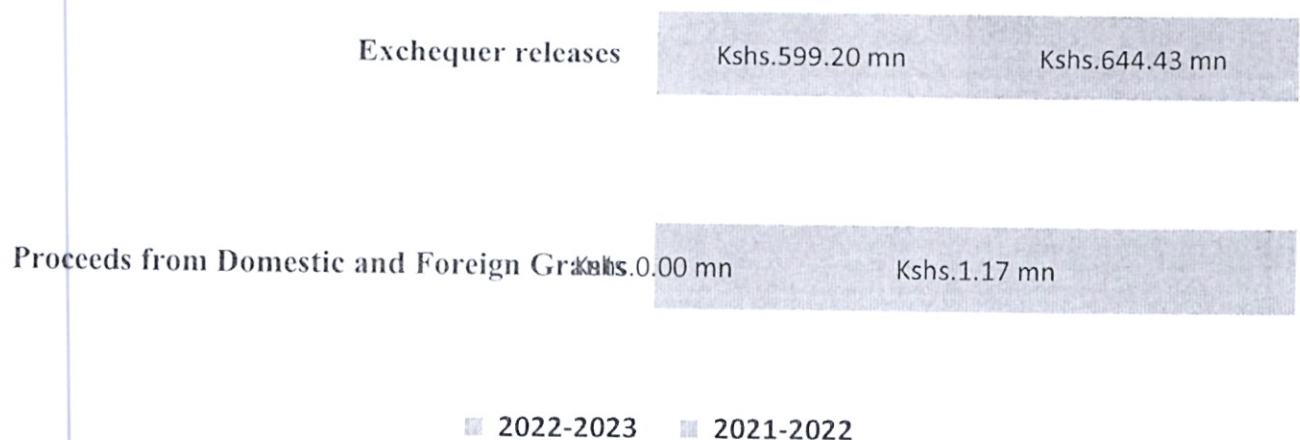 Exchequer releases Kshs.599.20 mn Kshs.644.43 mn
Proceeds from Domestic and Foreign Grants Kshs.0.00 mn Kshs.1.17 mn
2022-2023 2021-2022